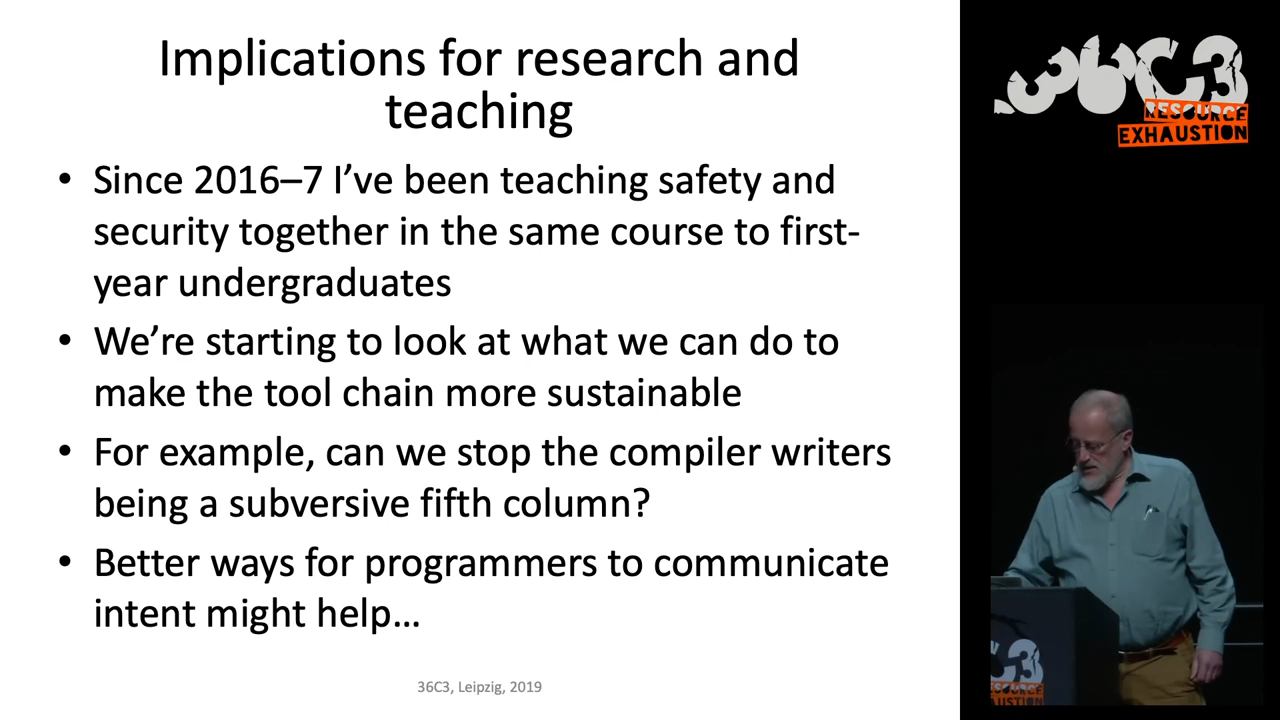 Implications for research and
teaching
• Since 2016–7 I’ve been teaching safety and
security together in the same course to first-
year undergraduates
• We’re starting to look at what we can do to
make the tool chain more sustainable
• For example, can we stop the compiler writers
being a subversive fifth column?
• Better ways for programmers to communicate
intent might help…
36C3, Leipzig, 2019
36C3
RESOURCE
EXHAUSTION
C3
RESOURCE
EXHAUSTION